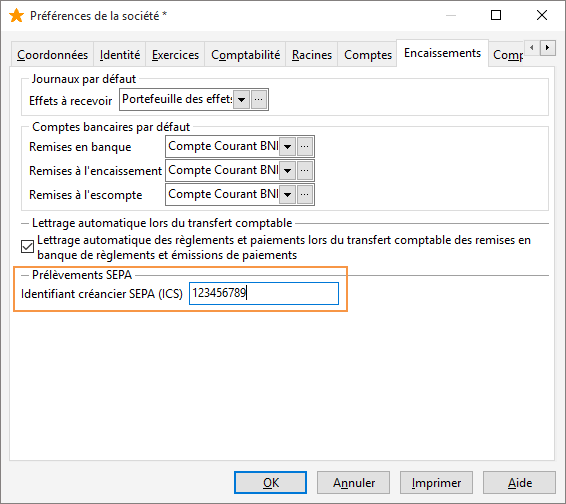 Préférences de la société *
Coordonnées Identité Exercices Comptabilité Racines Comptes Encaissements Comp
Journaux par défaut
Effets à recevoir Portefeuille des effets ...
Comptes bancaires par défaut
Remises en banque Compte Courant BNI ...
Remises à l'encaissement Compte Courant BNI ...
Remises à l'escompte Compte Courant BNI ...
Lettrage automatique lors du transfert comptable
Lettrage automatique des règlements et paiements lors du transfert comptable des remises en
banque de règlements et émissions de paiements
Prélèvements SEPA
Identifiant créancier SEPA (ICS) 123456789
OK Annuler Imprimer Aide